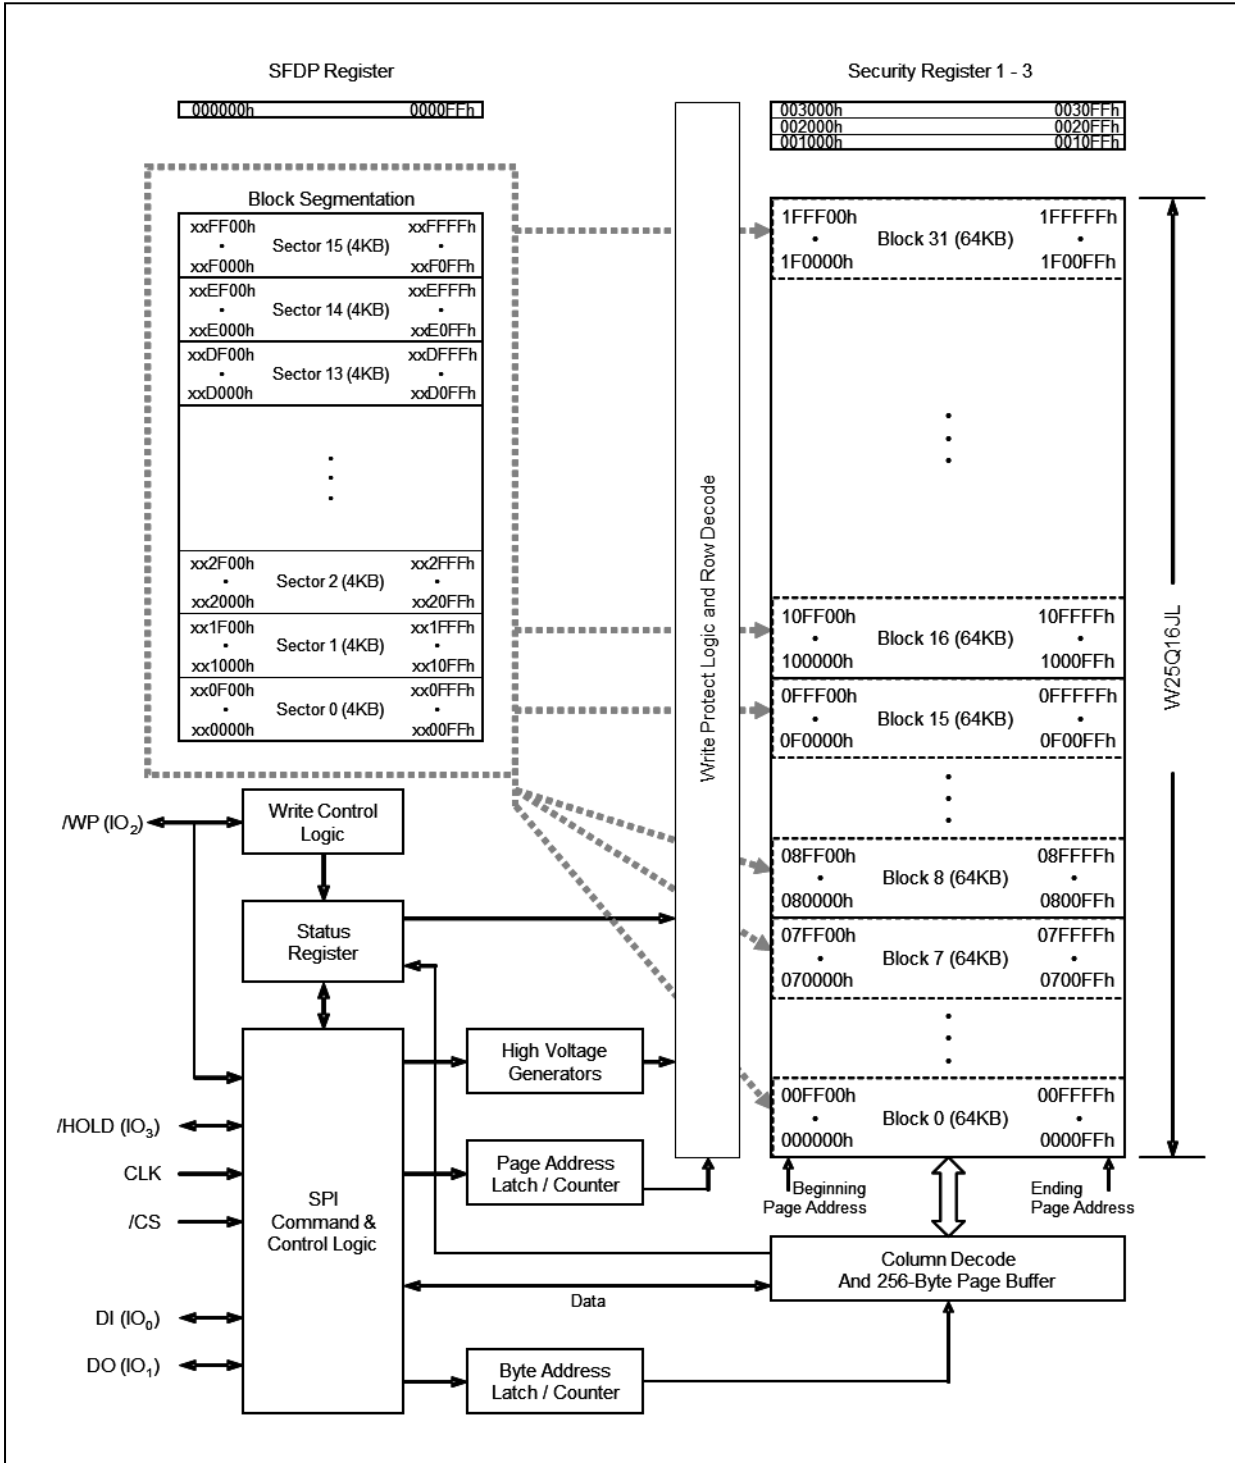 SFDP Register
000000h 0000FFh
Security Register 1 - 3
003000h 0030FFh
002000h 0020FFh
001000h 0010FFh
Block Segmentation
xxFF00h xxFFFFh
• Sector 15 (4KB) •
xxF000h xxF0FFh
xxEF00h xxEFFFh
• Sector 14 (4KB) •
xxE000h xxE0FFh
xxDF00h xxDFFFh
• Sector 13 (4KB) •
xxD000h xxD0FFh
xx2F00h xx2FFFh
• Sector 2 (4KB) •
xx2000h xx20FFh
xx1F00h xx1FFFh
• Sector 1 (4KB) •
xx1000h xx10FFh
xx0F00h xx0FFFh
• Sector 0 (4KB) •
xx0000h xx00FFh
Write Protect Logic and Row Decode
1FFF00h 1FFFFFh
• Block 31 (64KB) •
1F0000h 1F00FFh
10FF00h 10FFFFh
• Block 16 (64KB) •
100000h 1000FFh
0FFF00h 0FFFFFh
• Block 15 (64KB) •
0F0000h 0F00FFh
08FF00h 08FFFFh
• Block 8 (64KB) •
080000h 0800FFh
07FF00h 07FFFFh
• Block 7 (64KB) •
070000h 0700FFh
00FF00h 00FFFFh
• Block 0 (64KB) •
000000h 0000FFh
W25Q16JL
Beginning
Page Address
Ending
Page Address
/WP (IO2)
Write Control
Logic
Status
Register
High Voltage
Generators
/HOLD (IO3)
CLK
/CS
Page Address
Latch / Counter
SPI
Command &
Control Logic
Column Decode
And 256-Byte Page Buffer
Data
DI (IO0)
DO (IO1)
Byte Address
Latch / Counter